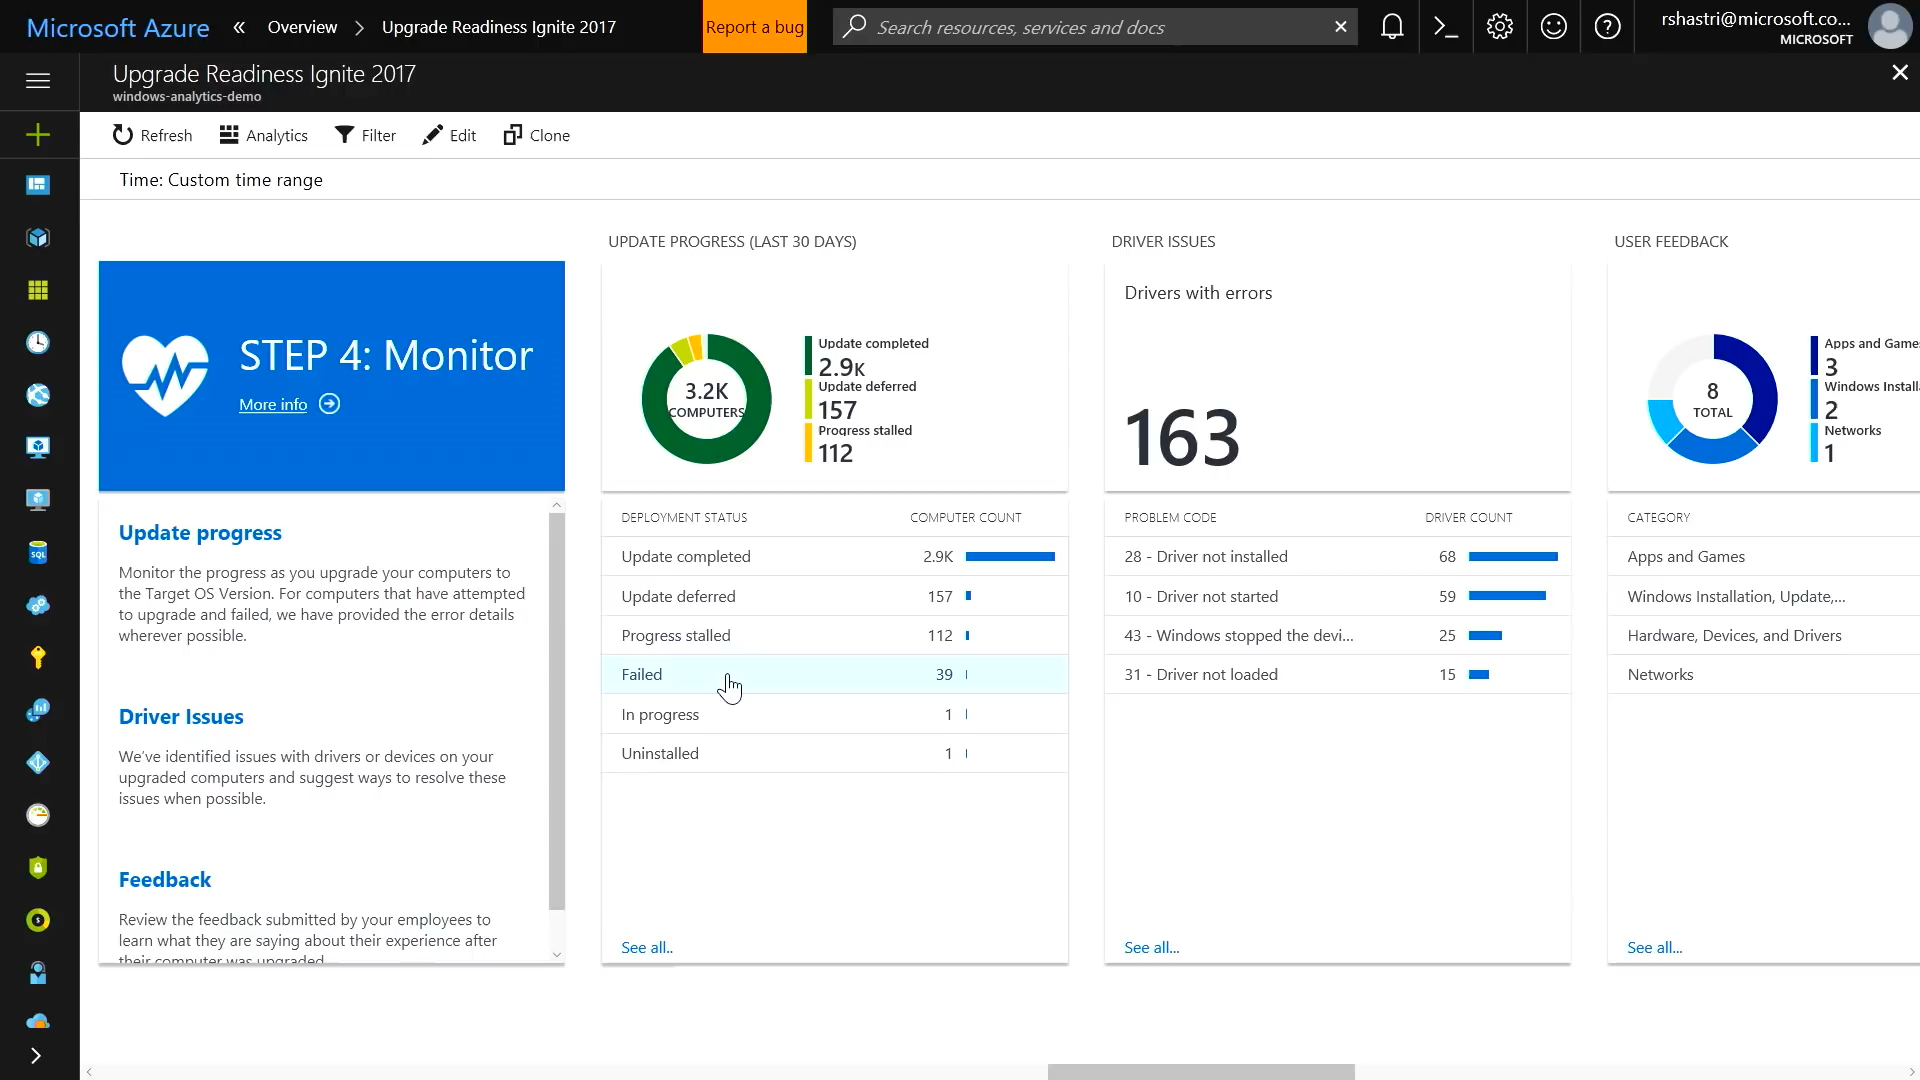 Microsoft Azure
Overview
Upgrade Readiness Ignite 2017
Report a bug
Search resources, services and docs
rshastri@microsoft.co...
MICROSOFT
Upgrade Readiness Ignite 2017
windows-analytics-demo
Refresh
Analytics
Filter
Edit
Clone
Time: Custom time range
STEP 4: Monitor
More info
Update progress
Monitor the progress as you upgrade your computers to
the Target OS Version. For computers that have attempted
to upgrade and failed, we have provided the error details
wherever possible.
Driver Issues
We've identified issues with drivers or devices on your
upgraded computers and suggest ways to resolve these
issues when possible.
Feedback
Review the feedback submitted by your employees to
learn what they are saying about their experience after
their computer was upgraded
UPDATE PROGRESS (LAST 30 DAYS)
3.2K
COMPUTERS
Update completed
2.9K
Update deferred
157
Progress stalled
112
DEPLOYMENT STATUS COMPUTER COUNT
Update completed 2.9K
Update deferred 157
Progress stalled 112
Failed 39
In progress 1
Uninstalled 1
See all..
DRIVER ISSUES
Drivers with errors
163
PROBLEM CODE DRIVER COUNT
28 - Driver not installed 68
10 - Driver not started 59
43 - Windows stopped the devi... 25
31 - Driver not loaded 15
See all...
USER FEEDBACK
8
TOTAL
Apps and Game
3
Windows Install
2
Networks
1
CATEGORY
Apps and Games
Windows Installation, Update,...
Hardware, Devices, and Drivers
Networks
See all...
SQL